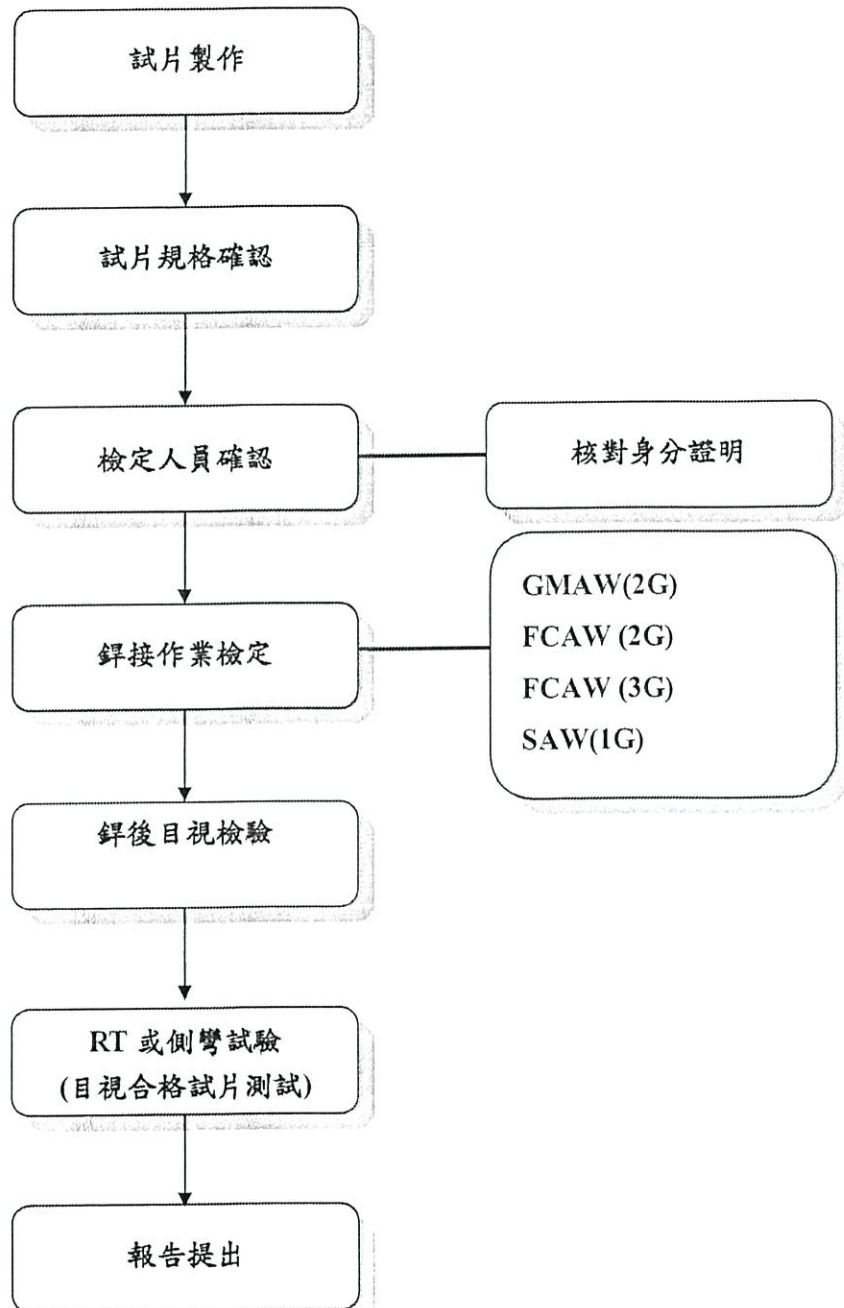 試片製作
試片規格確認
檢定人員確認
核對身分證明
銲接作業檢定
GMAW(2G)
FCAW (2G)
FCAW (3G)
SAW(1G)
銲後目視檢驗
RT 或側彎試驗
(目視合格試片測試)
報告提出